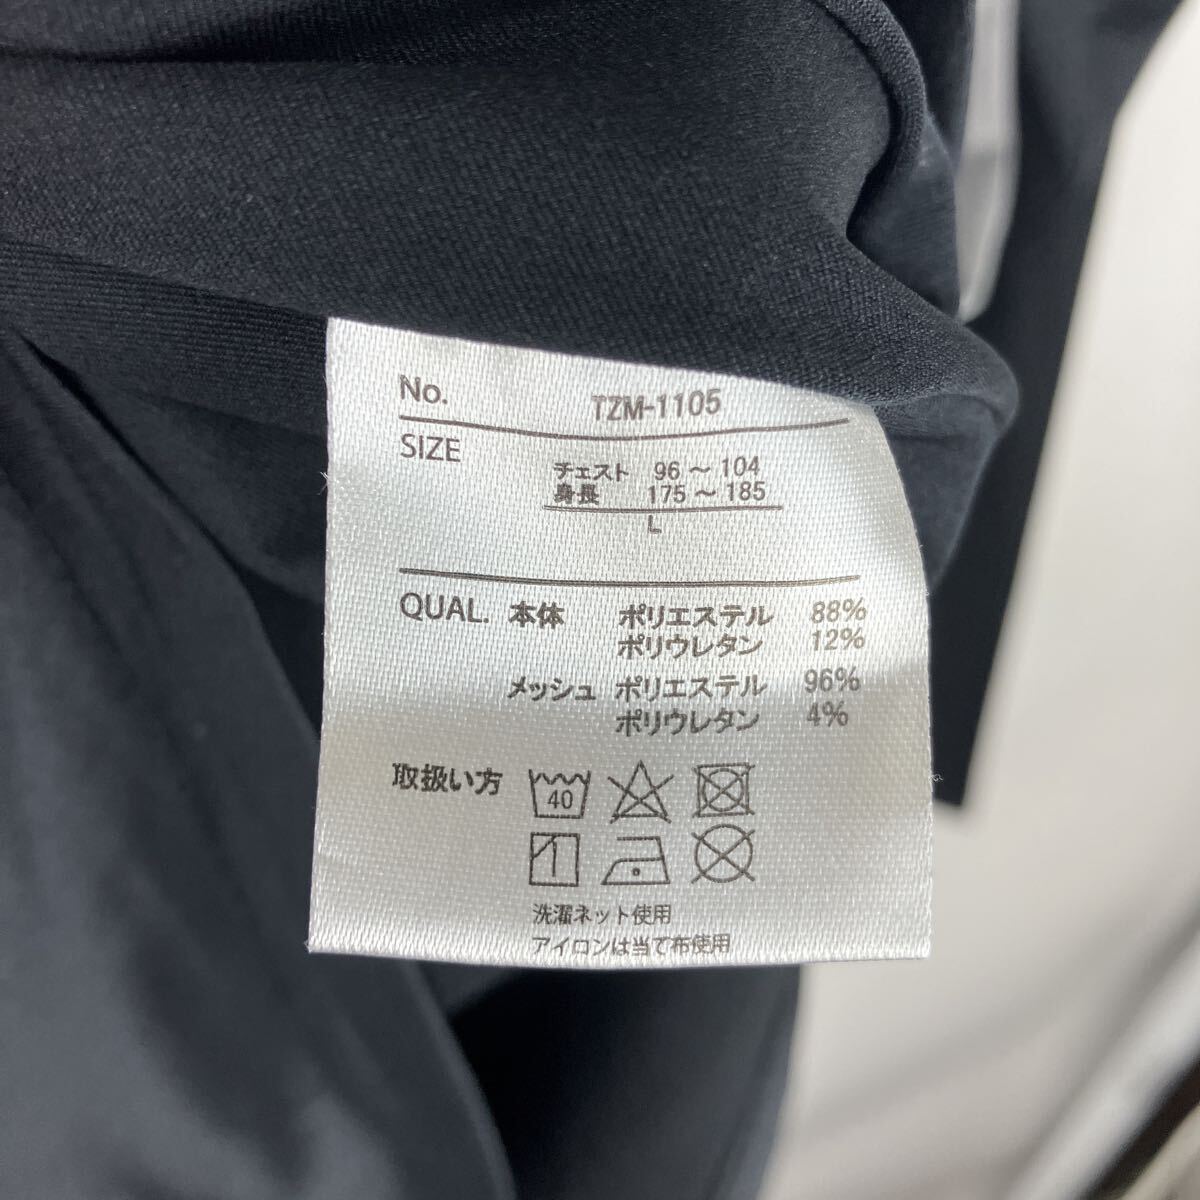 No. TZM-1105
SIZE
チェスト 96 ～ 104
身長 175 ～ 185
L
QUAL. 本体 ポリエステル 88%
ポリウレタン 12%
メッシュ ポリエステル 96%
ポリウレタン 4%
取扱い方 40
洗濯ネット使用
アイロンは当て布使用